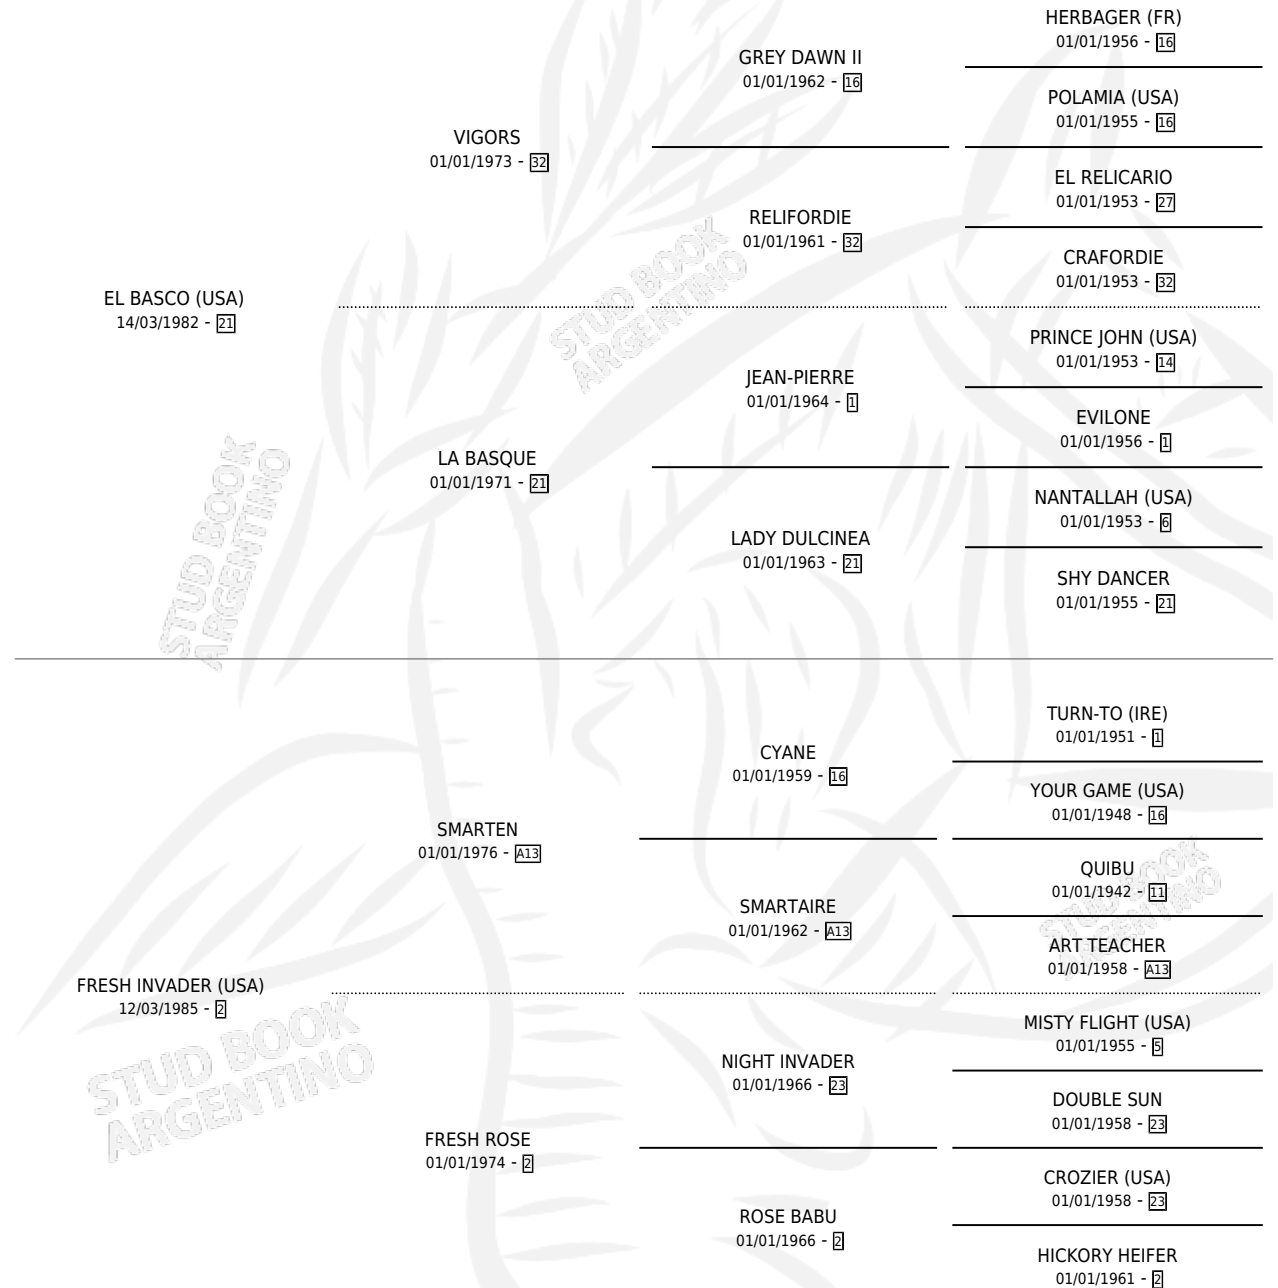 HERBAGER (FR)
01/01/1956 - 16
GREY DAWN II
01/01/1962 - 16
POLAMIA (USA)
01/01/1955 - 16
VIGORS
01/01/1973 - 32
EL RELICARIO
01/01/1953 - 27
RELIFORDIE
01/01/1961 - 32
CRAFORDIE
01/01/1953 - 32
EL BASCO (USA)
14/03/1982 - 21
STUD BOOK
ARGENTINO
PRINCE JOHN (USA)
01/01/1953 - 14
JEAN-PIERRE
01/01/1964 - 1
EVILONE
01/01/1956 - 1
LA BASQUE
01/01/1971 - 21
NANTALLAH (USA)
01/01/1953 - 6
LADY DULCINEA
01/01/1963 - 21
SHY DANCER
01/01/1955 - 21
STUD BOOK
ARGENTINO
TURN-TO (IRE)
01/01/1951 - 1
CYANE
01/01/1959 - 16
YOUR GAME (USA)
01/01/1948 - 16
SMARTEN
01/01/1976 - A13
QUIBU
01/01/1942 - 11
SMARTAIRE
01/01/1962 - A13
STUD BOOK
ARGENTINO
ART TEACHER
01/01/1958 - A13
FRESH INVADER (USA)
12/03/1985 - 2
MISTY FLIGHT (USA)
01/01/1955 - 5
NIGHT INVADER
01/01/1966 - 23
STUD BOOK
ARGENTINO
DOUBLE SUN
01/01/1958 - 23
FRESH ROSE
01/01/1974 - 2
CROZIER (USA)
01/01/1958 - 23
ROSE BABU
01/01/1966 - 2
HICKORY HEIFER
01/01/1961 - 2